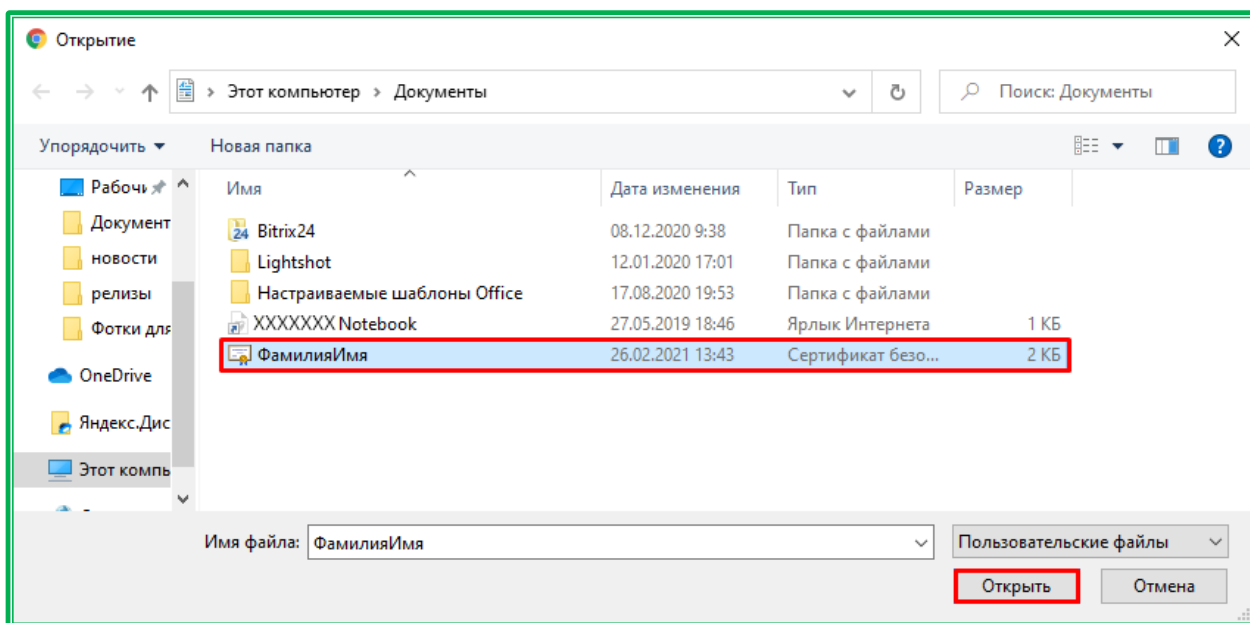 Открытие
Этот компьютер › Документы
Поиск: Документы
Упорядочить Новая папка
Имя Дата изменения Тип Размер
Рабочи
Документ
новости
релизы
Фотки для
OneDrive
Яндекс.Дис
Этот компь
24 Bitrix24 08.12.2020 9:38 Папка с файлами
Lightshot 12.01.2020 17:01 Папка с файлами
Настраиваемые шаблоны Office 17.08.2020 19:53 Папка с файлами
XXXXXXX Notebook 27.05.2019 18:46 Ярлык Интернета 1 КБ
ФамилияИмя 26.02.2021 13:43 Сертификат безо... 2 КБ
Имя файла: ФамилияИмя Пользовательские файлы
Открыть Отмена